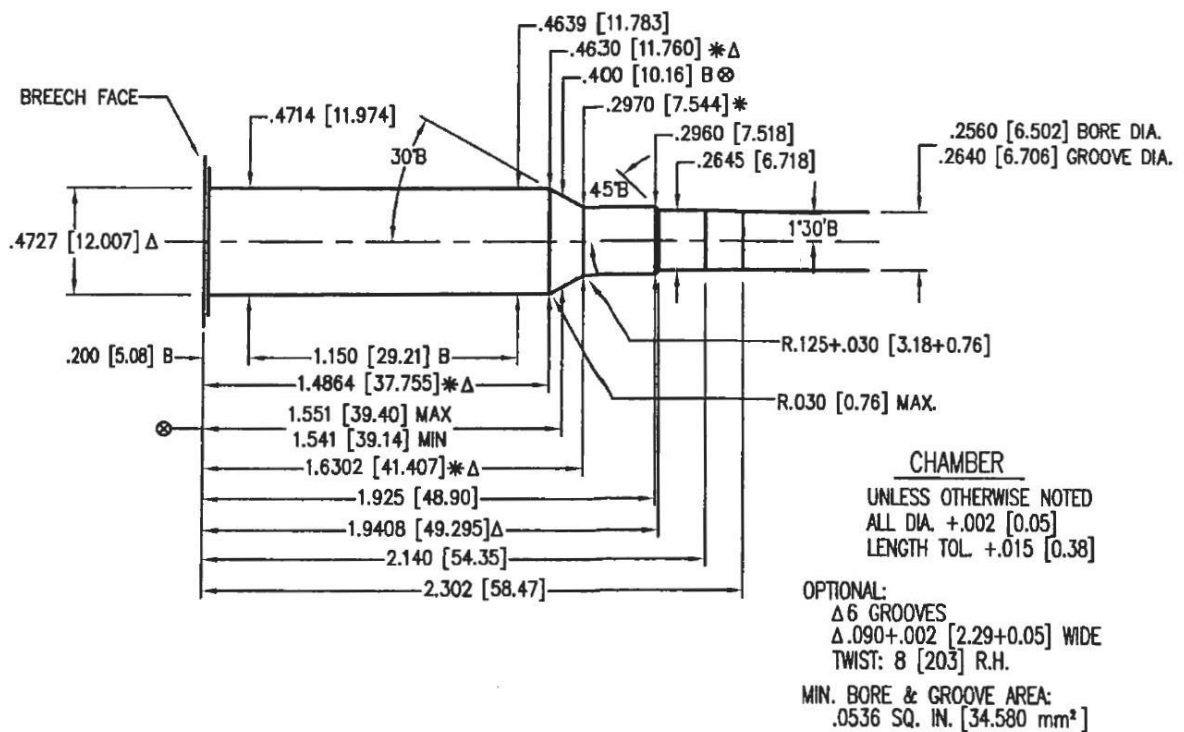 .4639 [11.783]
.4630 [11.760] ✳Δ
.400 [10.16] B⊗
.2970 [7.544]✳
.2960 [7.518]
.2645 [6.718]
BREECH FACE
.4714 [11.974]
30°B
45°B
.2560 [6.502] BORE DIA.
.2640 [6.706] GROOVE DIA.
1°30'B
.4727 [12.007] Δ
.200 [5.08] B
1.150 [29.21] B
R.125+.030 [3.18+0.76]
1.4864 [37.755]✳Δ
R.030 [0.76] MAX.
⊗
1.551 [39.40] MAX
1.541 [39.14] MIN
1.6302 [41.407]✳Δ
1.925 [48.90]
1.9408 [49.295]Δ
2.140 [54.35]
2.302 [58.47]
CHAMBER
UNLESS OTHERWISE NOTED
ALL DIA. +.002 [0.05]
LENGTH TOL. +.015 [0.38]
OPTIONAL:
Δ6 GROOVES
Δ.090+.002 [2.29+0.05] WIDE
TWIST: 8 [203] R.H.
MIN. BORE & GROOVE AREA:
.0536 SQ. IN. [34.580 mm²]